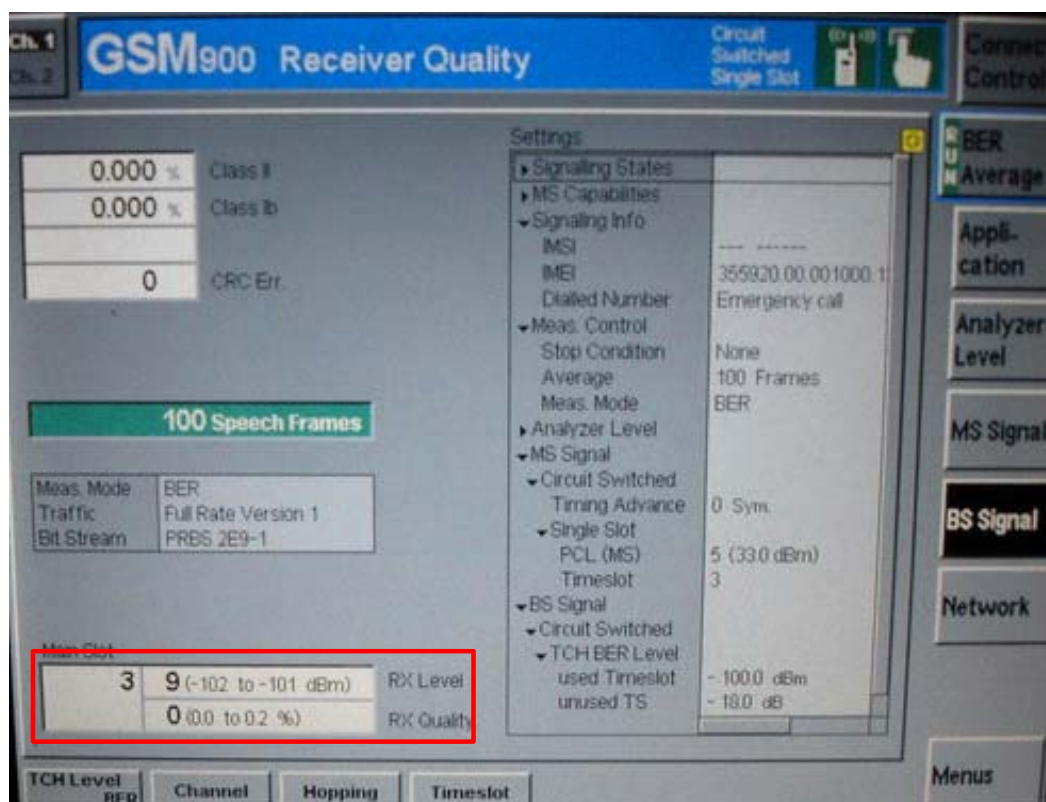 Ch. 1
Ch. 2
GSM900 Receiver Quality
Circuit
Switched
Single Slot
Connect
Control
0.000 % Class II
0.000 % Class Ib
0 CRC Err.
100 Speech Frames
Meas. Mode BER
Traffic Full Rate Version 1
Bit Stream PRBS 2E9-1
Main Slot
3 9 (-102 to -101 dBm) RX Level
0 (0.0 to 0.2 %) RX Quality
Settings
Signalling States
MS Capabilities
Signaling Info
IMSI --- ------
IMEI 355920.00.001000.1
Dialled Number Emergency call
Meas. Control
Stop Condition None
Average 100 Frames
Meas. Mode BER
Analyzer Level
MS Signal
Circuit Switched
Timing Advance 0 Sym.
Single Slot
PCL (MS) 5 (33.0 dBm)
Timeslot 3
BS Signal
Circuit Switched
TCH BER Level
used Timeslot - 100.0 dBm
unused TS - 18.0 dB
RUN
BER
Average
Appli-
cation
Analyzer
Level
MS Signal
BS Signal
Network
Menus
TCH Level
BER
Channel
Hopping
Timeslot